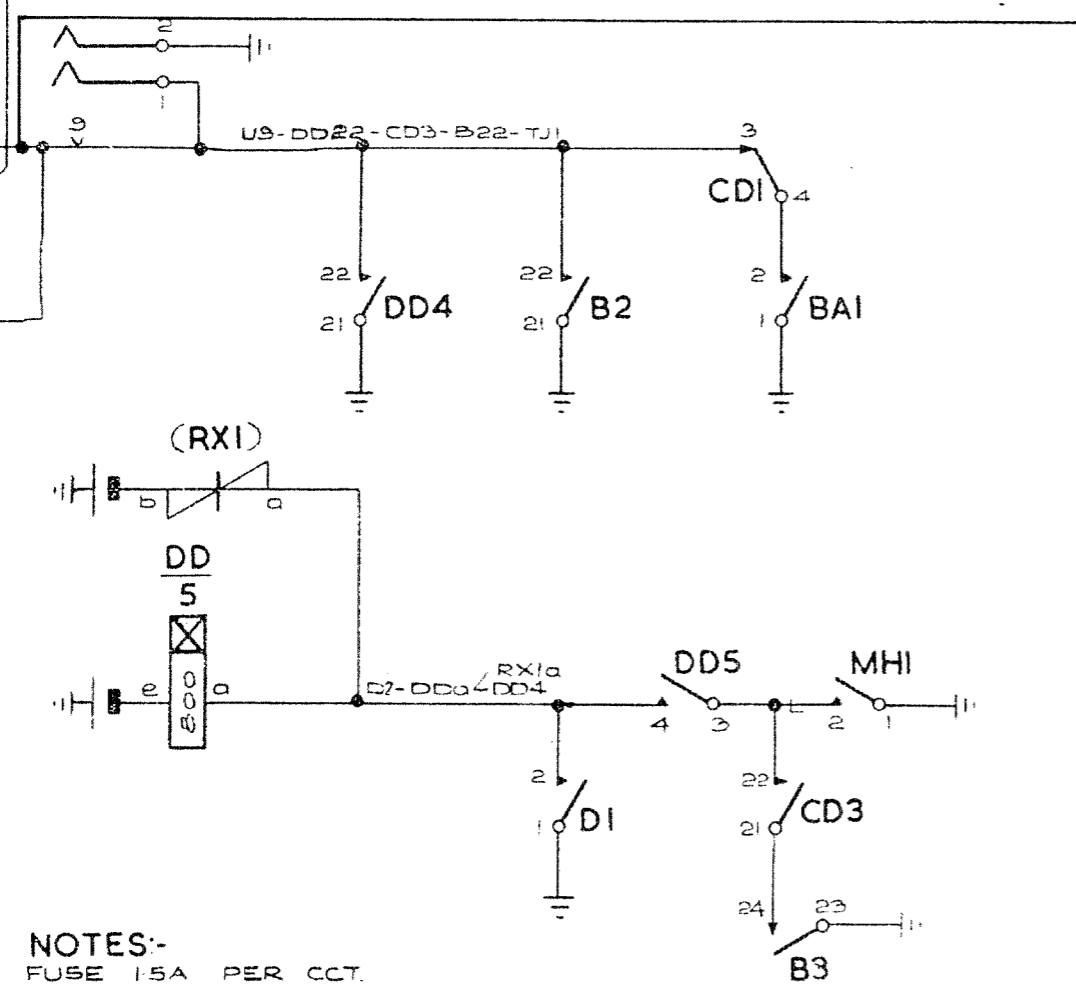 2
1
9
U9-DD22-CD3-B22-TJ1
3
CD1
4
22
DD4
21
22
B2
21
2
BA1
1
(RX1)
b
a
DD
5
e
a
800
RX1a
D2-DDa-DD4
DD5
4
3
MH1
2
1
2
D1
1
22
CD3
21
24
23
B3
NOTES:-
FUSE 1.5A PER CCT.